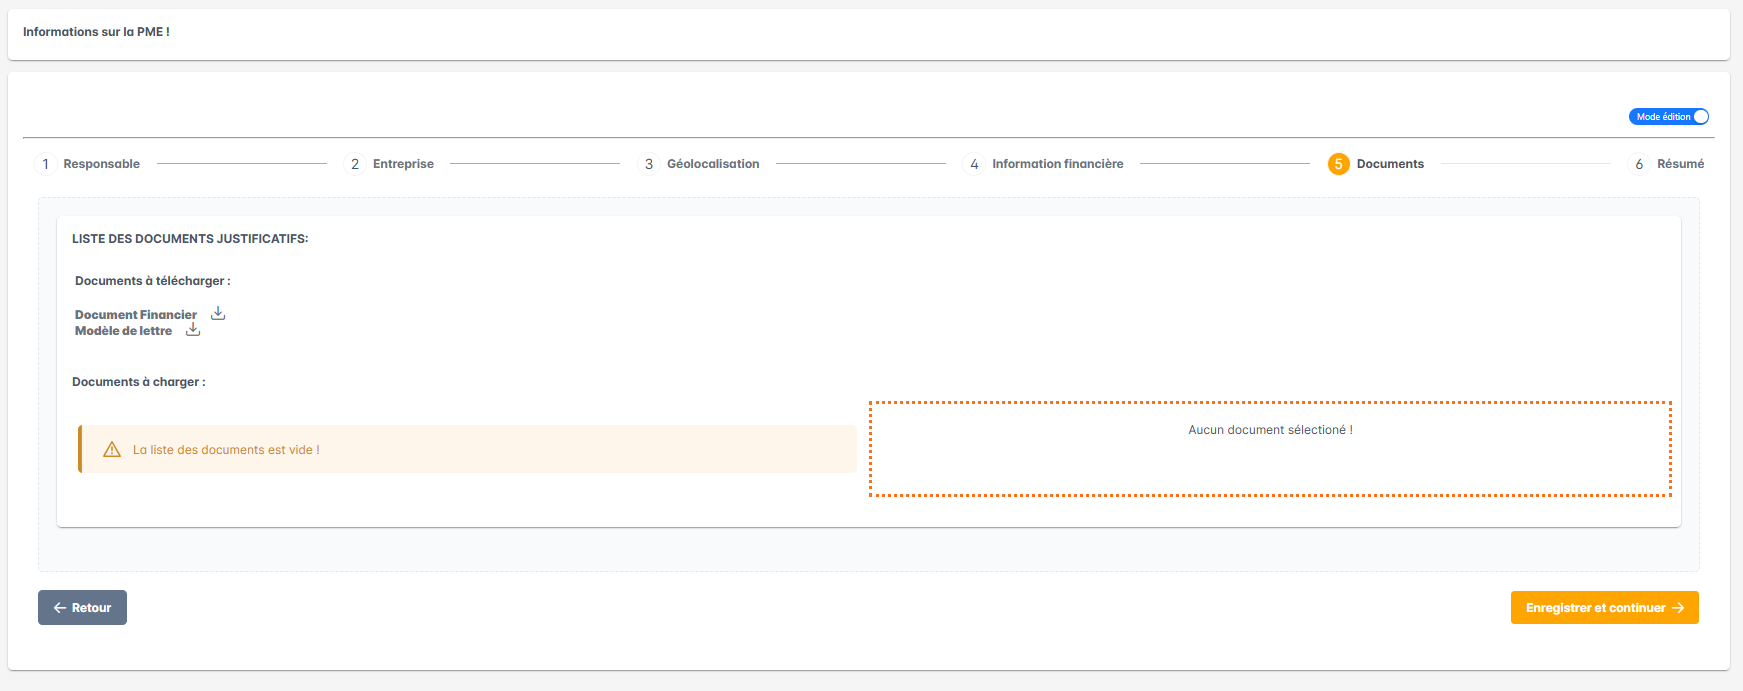 Informations sur la PME !
Mode édition
1 Responsable 2 Entreprise 3 Géolocalisation 4 Information financière 5 Documents 6 Résumé
LISTE DES DOCUMENTS JUSTIFICATIFS:
Documents à télécharger :
Document Financier
Modèle de lettre
Documents à charger :
La liste des documents est vide !
Aucun document sélectioné !
Retour
Enregistrer et continuer